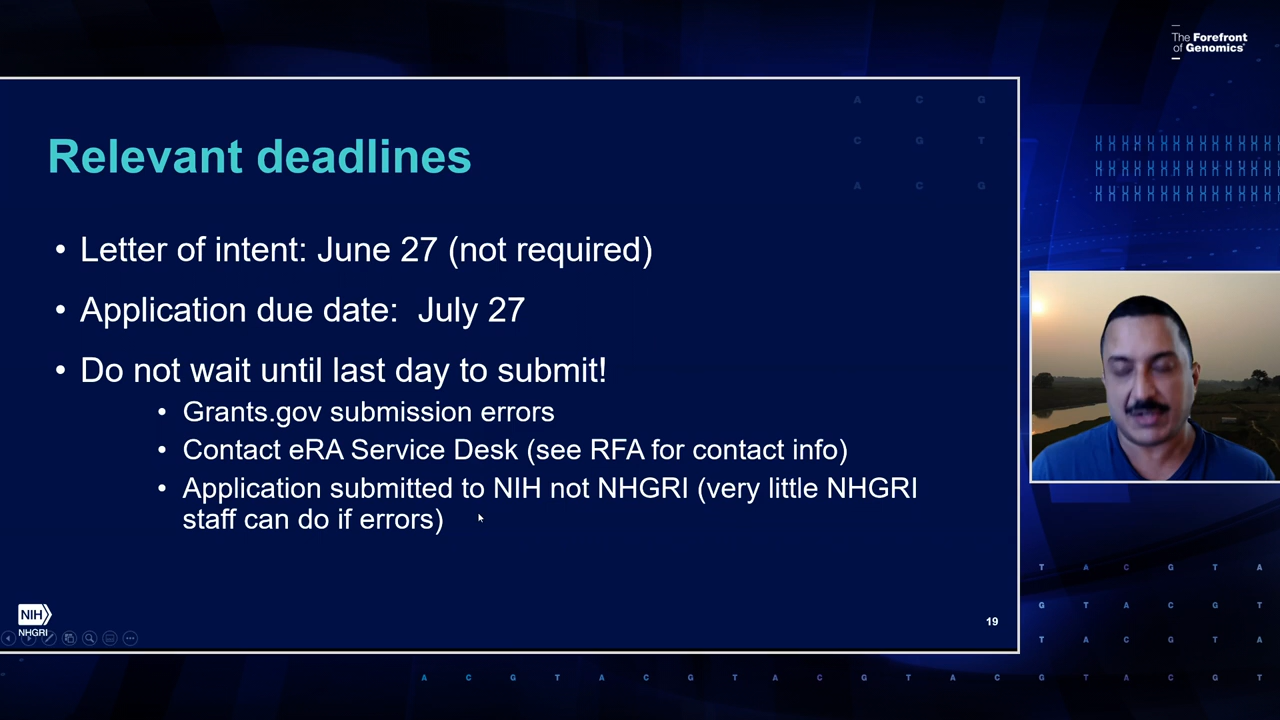 The Forefront
of Genomics®
A C G
C G T
A C G
Relevant deadlines
• Letter of intent: June 27 (not required)
• Application due date:  July 27
• Do not wait until last day to submit!
• Grants.gov submission errors
• Contact eRA Service Desk (see RFA for contact info)
• Application submitted to NIH not NHGRI (very little NHGRI
staff can do if errors)
NIH
NHGRI
19
T A C G T A
G T A C G T
T A C G T A
A C G T A C G T A C G T A C G T A C G T